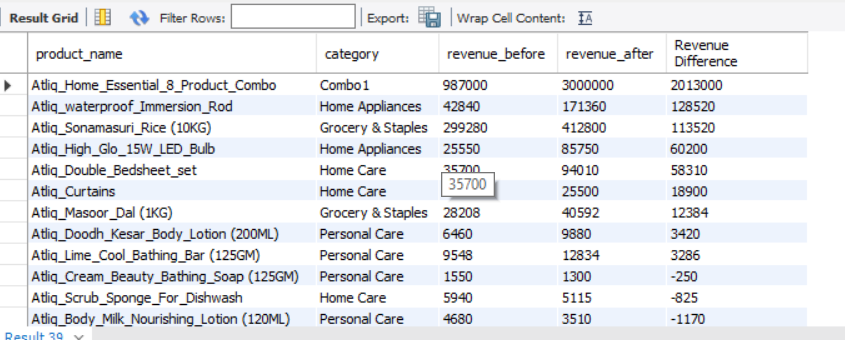 Result Grid Filter Rows: Export: Wrap Cell Content: IA
product_name category revenue_before revenue_after Revenue Difference
Atliq_Home_Essential_8_Product_Combo Combo1 987000 3000000 2013000
Atliq_waterproof_Immersion_Rod Home Appliances 42840 171360 128520
Atliq_Sonamasuri_Rice (10KG) Grocery & Staples 299280 412800 113520
Atliq_High_Glo_15W_LED_Bulb Home Appliances 25550 85750 60200
Atliq_Double_Bedsheet_set Home Care 35700 94010 58310
Atliq_Curtains Home Care 35700 25500 18900
Atliq_Masoor_Dal (1KG) Grocery & Staples 28208 40592 12384
Atliq_Doodh_Kesar_Body_Lotion (200ML) Personal Care 6460 9880 3420
Atliq_Lime_Cool_Bathing_Bar (125GM) Personal Care 9548 12834 3286
Atliq_Cream_Beauty_Bathing_Soap (125GM) Personal Care 1550 1300 -250
Atliq_Scrub_Sponge_For_Dishwash Home Care 5940 5115 -825
Atliq_Body_Milk_Nourishing_Lotion (120ML) Personal Care 4680 3510 -1170
Result 39